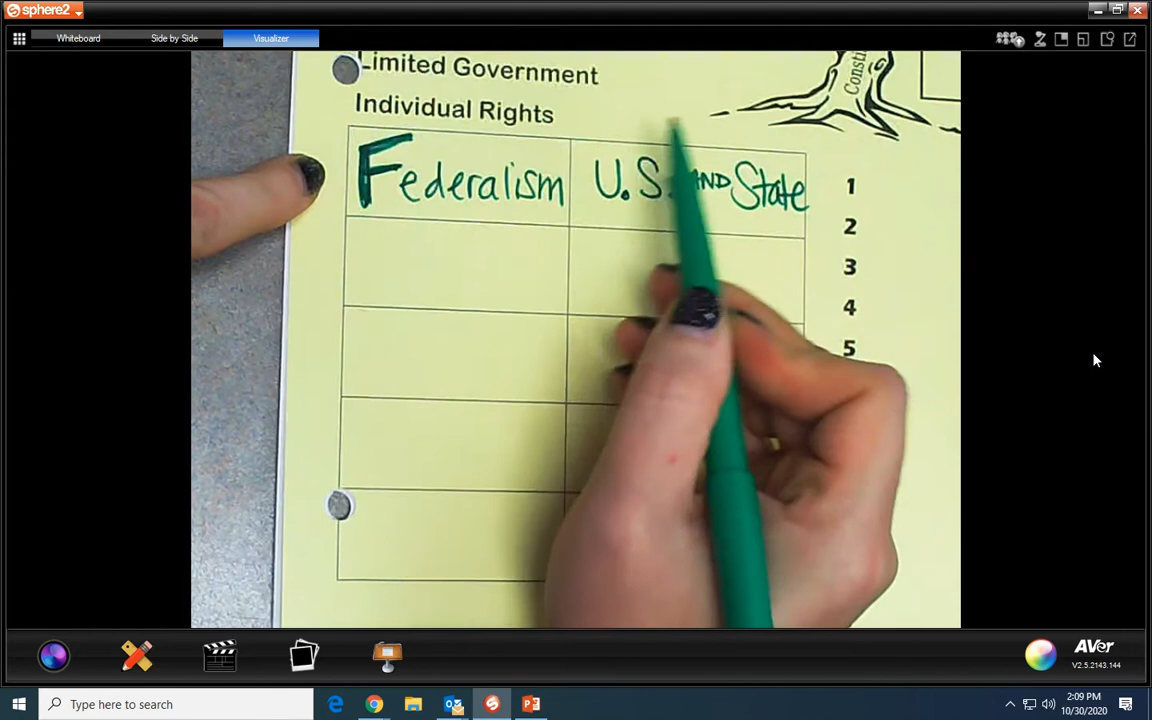 sphere2
Whiteboard Side by Side Visualizer
Limited Government
Individual Rights
Consti
Federalism U.S. AND State
1
2
3
4
5
AVer
V2.5.2143.144
Type here to search
2:09 PM
10/30/2020